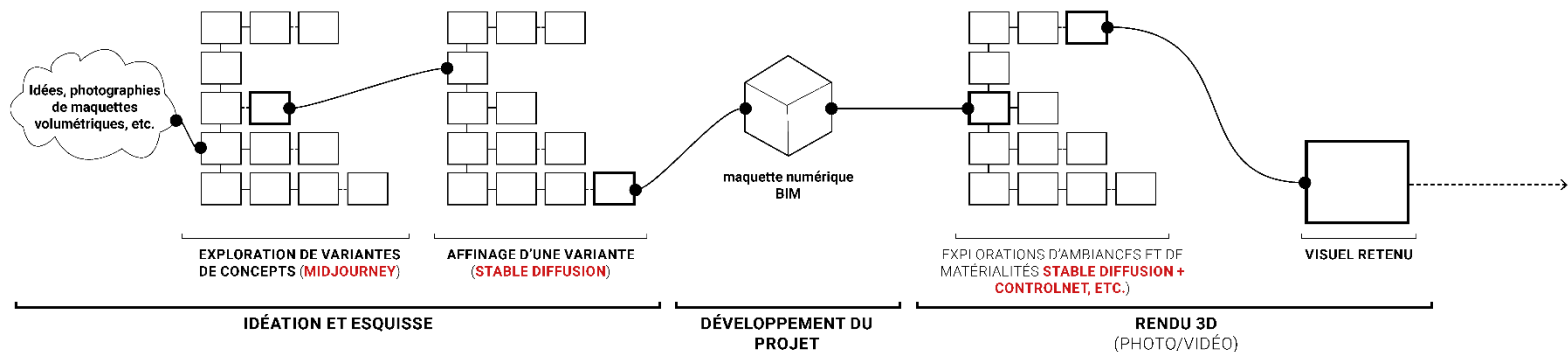 Idées, photographies
de maquettes
volumétriques, etc.
EXPLORATION DE VARIANTES
DE CONCEPTS (MIDJOURNEY)
AFFINAGE D'UNE VARIANTE
(STABLE DIFFUSION)
maquette numérique
BIM
EXPLORATIONS D'AMBIANCES ET DE
MATÉRIALITÉS STABLE DIFFUSION +
CONTROLNET, ETC.)
VISUEL RETENU
IDÉATION ET ESQUISSE
DÉVELOPPEMENT DU
PROJET
RENDU 3D
(PHOTO/VIDÉO)